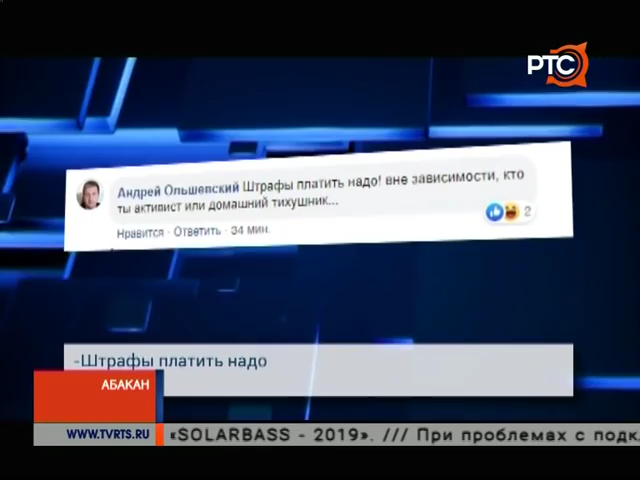 РТС
Андрей Ольшевский Штрафы платить надо! вне зависимости, кто
ты активист или домашний тихушник...
Нравится · Ответить · 34 мин.
2
-Штрафы платить надо
АБАКАН
WWW.TVRTS.RU
«SOLARBASS - 2019». /// При проблемах с подк